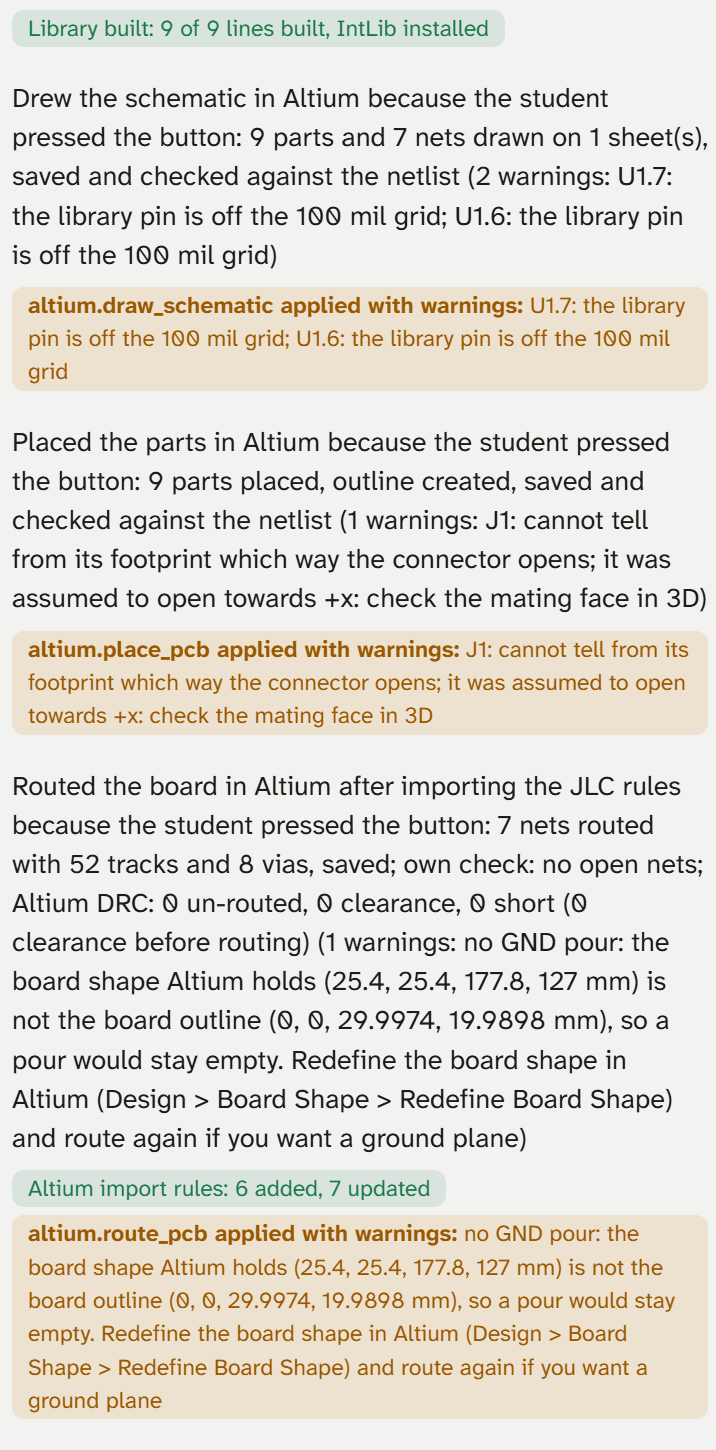 Library built: 9 of 9 lines built, IntLib installed
Drew the schematic in Altium because the student
pressed the button: 9 parts and 7 nets drawn on 1 sheet(s),
saved and checked against the netlist (2 warnings: U1.7:
the library pin is off the 100 mil grid; U1.6: the library pin
is off the 100 mil grid)
altium.draw_schematic applied with warnings: U1.7: the library
pin is off the 100 mil grid; U1.6: the library pin is off the 100 mil
grid
Placed the parts in Altium because the student pressed
the button: 9 parts placed, outline created, saved and
checked against the netlist (1 warnings: J1: cannot tell
from its footprint which way the connector opens; it was
assumed to open towards +x: check the mating face in 3D)
altium.place_pcb applied with warnings: J1: cannot tell from its
footprint which way the connector opens; it was assumed to open
towards +x: check the mating face in 3D
Routed the board in Altium after importing the JLC rules
because the student pressed the button: 7 nets routed
with 52 tracks and 8 vias, saved; own check: no open nets;
Altium DRC: 0 un-routed, 0 clearance, 0 short (0
clearance before routing) (1 warnings: no GND pour: the
board shape Altium holds (25.4, 25.4, 177.8, 127 mm) is
not the board outline (0, 0, 29.9974, 19.9898 mm), so a
pour would stay empty. Redefine the board shape in
Altium (Design > Board Shape > Redefine Board Shape)
and route again if you want a ground plane)
Altium import rules: 6 added, 7 updated
altium.route_pcb applied with warnings: no GND pour: the
board shape Altium holds (25.4, 25.4, 177.8, 127 mm) is not the
board outline (0, 0, 29.9974, 19.9898 mm), so a pour would stay
empty. Redefine the board shape in Altium (Design > Board
Shape > Redefine Board Shape) and route again if you want a
ground plane